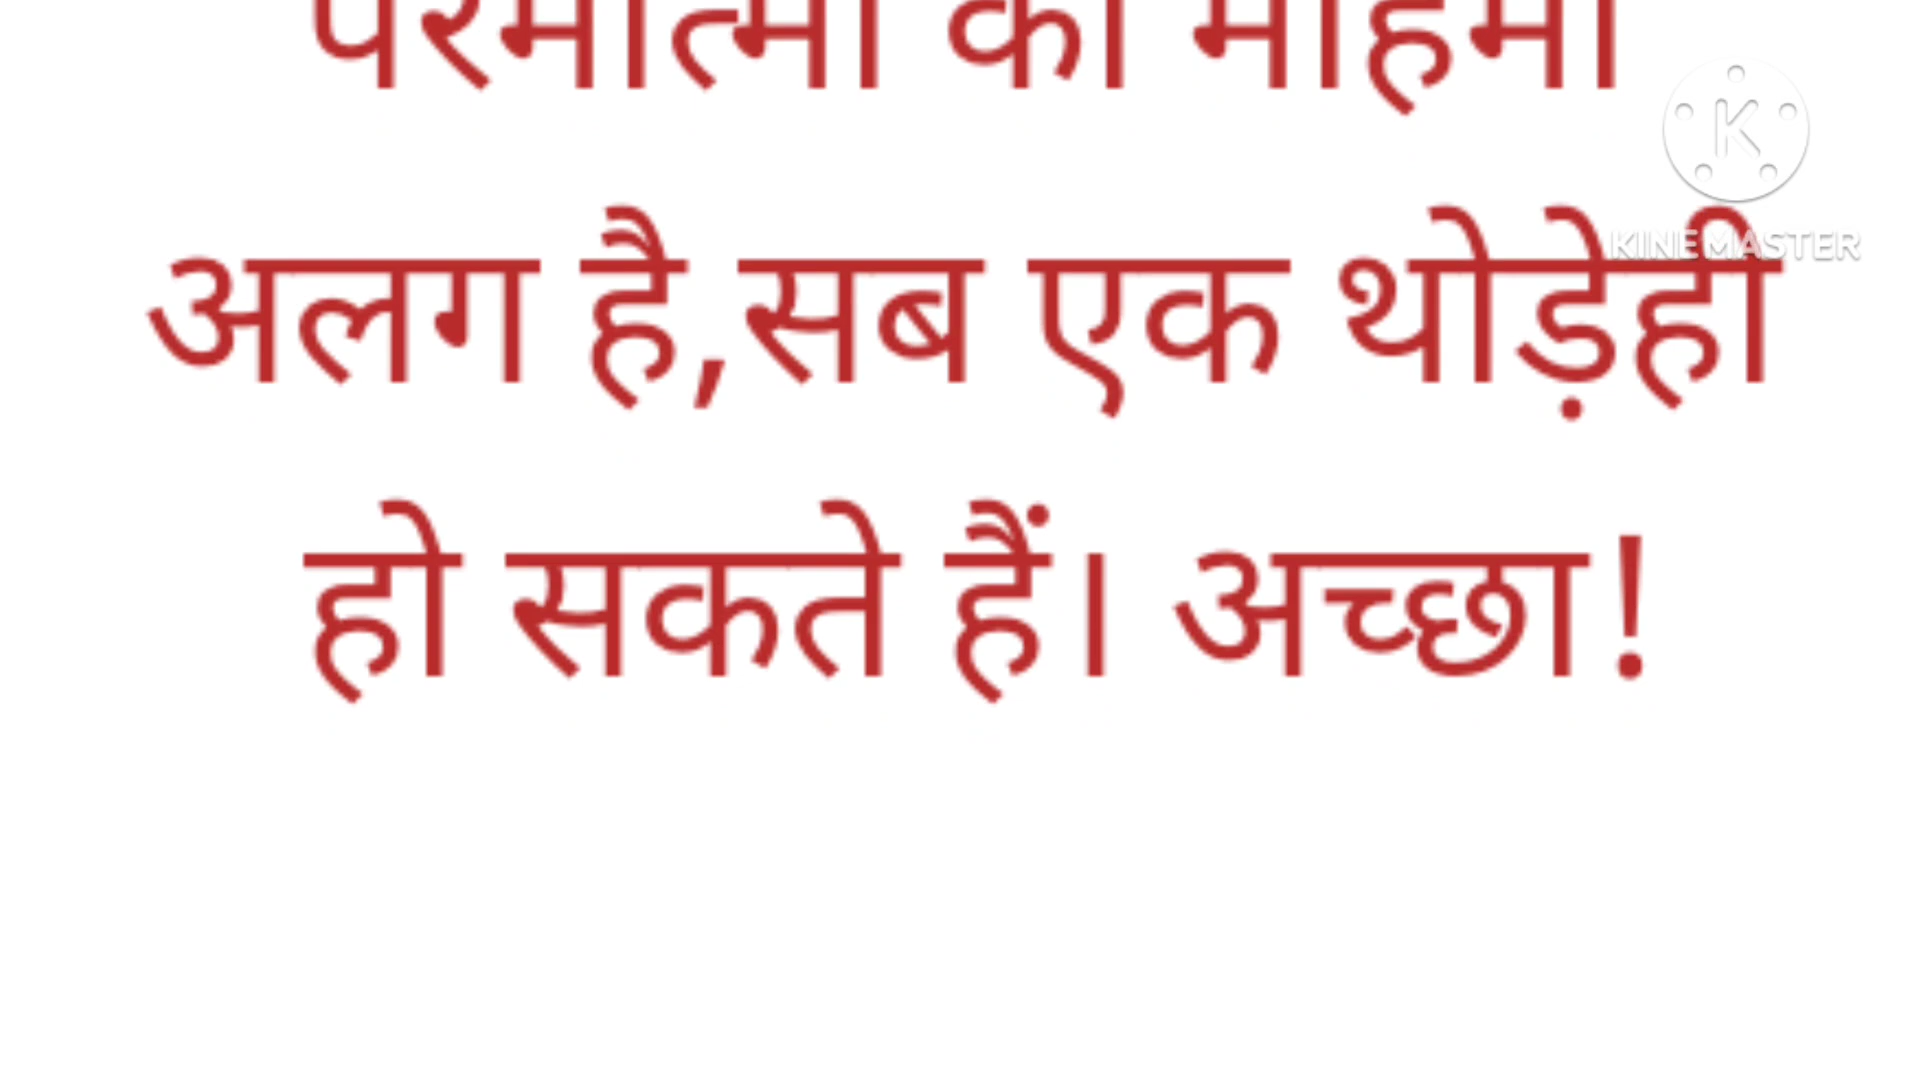 परमात्मा की महिमा
अलग है,सब एक थोड़ेही
हो सकते हैं। अच्छा!
KINEMASTER